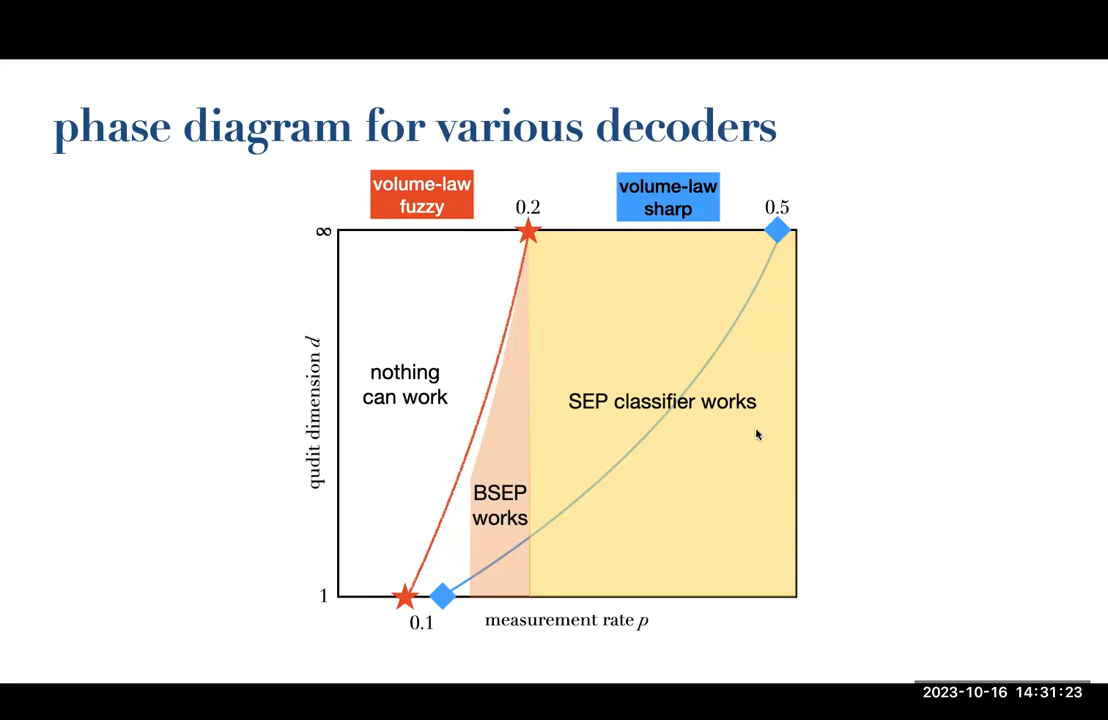 phase diagram for various decoders
volume-law
fuzzy
volume-law
sharp
0.2
0.5
∞
qudit dimension d
nothing
can work
SEP classifier works
BSEP
works
1
0.1
measurement rate p
2023-10-16 14:31:23